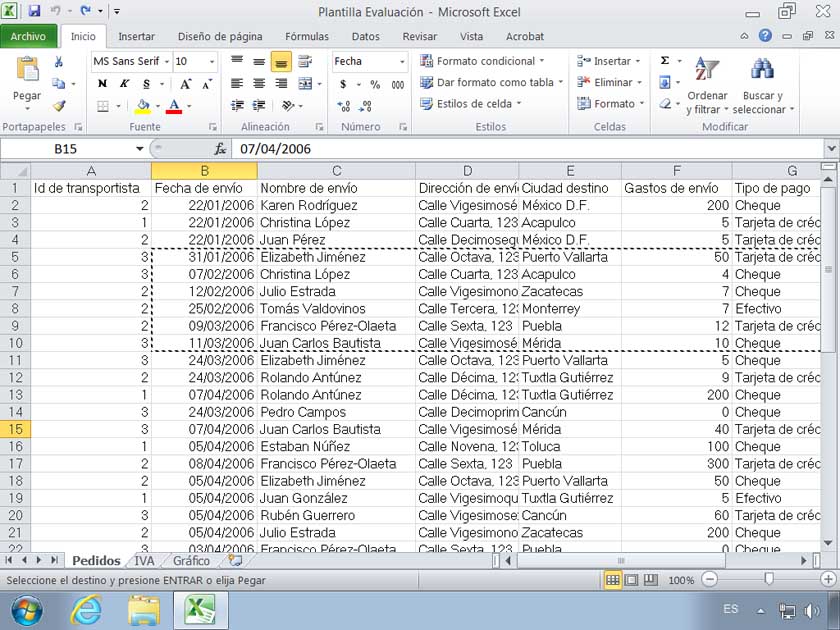 Plantilla Evaluación - Microsoft Excel
Archivo Inicio Insertar Diseño de página Fórmulas Datos Revisar Vista Acrobat
MS Sans Serif 10 Fecha Formato condicional Insertar Σ
Pegar N K S A A $ % 000 Dar formato como tabla Eliminar Ordenar y filtrar Buscar y seleccionar
A Estilos de celda Formato
Portapapeles Fuente Alineación Número Estilos Celdas Modificar
B15 fx 07/04/2006
A B C D E F G
1 Id de transportista Fecha de envío Nombre de envío Dirección de enví Ciudad destino Gastos de envío Tipo de pago
2 2 22/01/2006 Karen Rodríguez Calle Vigesimosé México D.F. 200 Cheque
3 1 22/01/2006 Christina López Calle Cuarta, 123 Acapulco 5 Tarjeta de créd
4 2 22/01/2006 Juan Pérez Calle Decimosegu México D.F. 5 Tarjeta de créd
5 3 31/01/2006 Elizabeth Jiménez Calle Octava, 123 Puerto Vallarta 50 Tarjeta de créd
6 3 07/02/2006 Christina López Calle Cuarta, 123 Acapulco 4 Cheque
7 2 12/02/2006 Julio Estrada Calle Vigesimono Zacatecas 7 Cheque
8 2 25/02/2006 Tomás Valdovinos Calle Tercera, 123 Monterrey 7 Efectivo
9 2 09/03/2006 Francisco Pérez-Olaeta Calle Sexta, 123 Puebla 12 Tarjeta de créd
10 3 11/03/2006 Juan Carlos Bautista Calle Vigesimosé Mérida 10 Cheque
11 3 24/03/2006 Elizabeth Jiménez Calle Octava, 123 Puerto Vallarta 5 Cheque
12 2 24/03/2006 Rolando Antúnez Calle Décima, 123 Tuxtla Gutiérrez 9 Tarjeta de créd
13 1 07/04/2006 Rolando Antúnez Calle Décima, 123 Tuxtla Gutiérrez 200 Cheque
14 3 24/03/2006 Pedro Campos Calle Decimoprim Cancún 0 Cheque
15 3 07/04/2006 Juan Carlos Bautista Calle Vigesimosé Mérida 40 Tarjeta de créd
16 1 05/04/2006 Estaban Núñez Calle Novena, 123 Toluca 100 Cheque
17 2 08/04/2006 Francisco Pérez-Olaeta Calle Sexta, 123 Puebla 300 Tarjeta de créd
18 2 05/04/2006 Elizabeth Jiménez Calle Octava, 123 Puerto Vallarta 50 Cheque
19 1 05/04/2006 Juan González Calle Vigesimoqu Tuxtla Gutiérrez 5 Efectivo
20 3 05/04/2006 Rubén Guerrero Calle Vigesimose Cancún 60 Tarjeta de créd
21 2 05/04/2006 Julio Estrada Calle Vigesimono Zacatecas 200 Cheque
22 3 03/04/2006 Francisco Pérez-Olaeta Calle Sexta, 123 Puebla 0 Cheque
Pedidos IVA Gráfico
Seleccione el destino y presione ENTRAR o elija Pegar 100%
ES